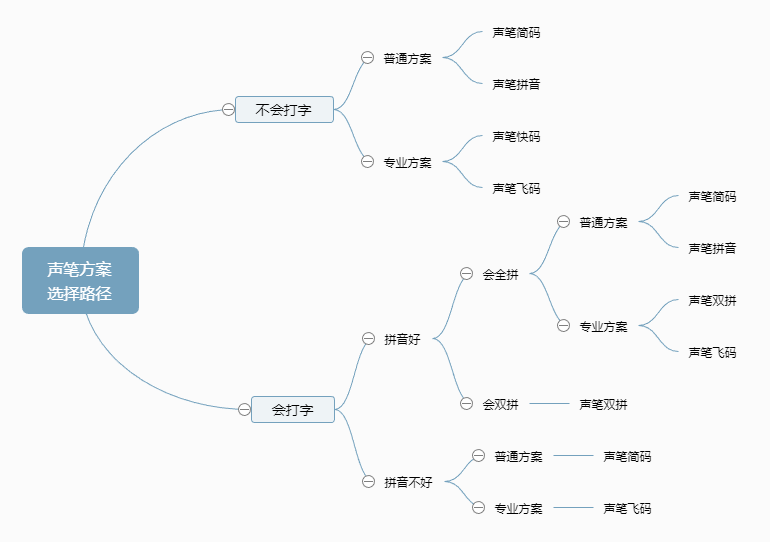 声笔方案
选择路径
不会打字
普通方案
声笔简码
声笔拼音
专业方案
声笔快码
声笔飞码
会打字
拼音好
会全拼
普通方案
声笔简码
声笔拼音
专业方案
声笔双拼
声笔飞码
会双拼
声笔双拼
拼音不好
普通方案
声笔简码
专业方案
声笔飞码